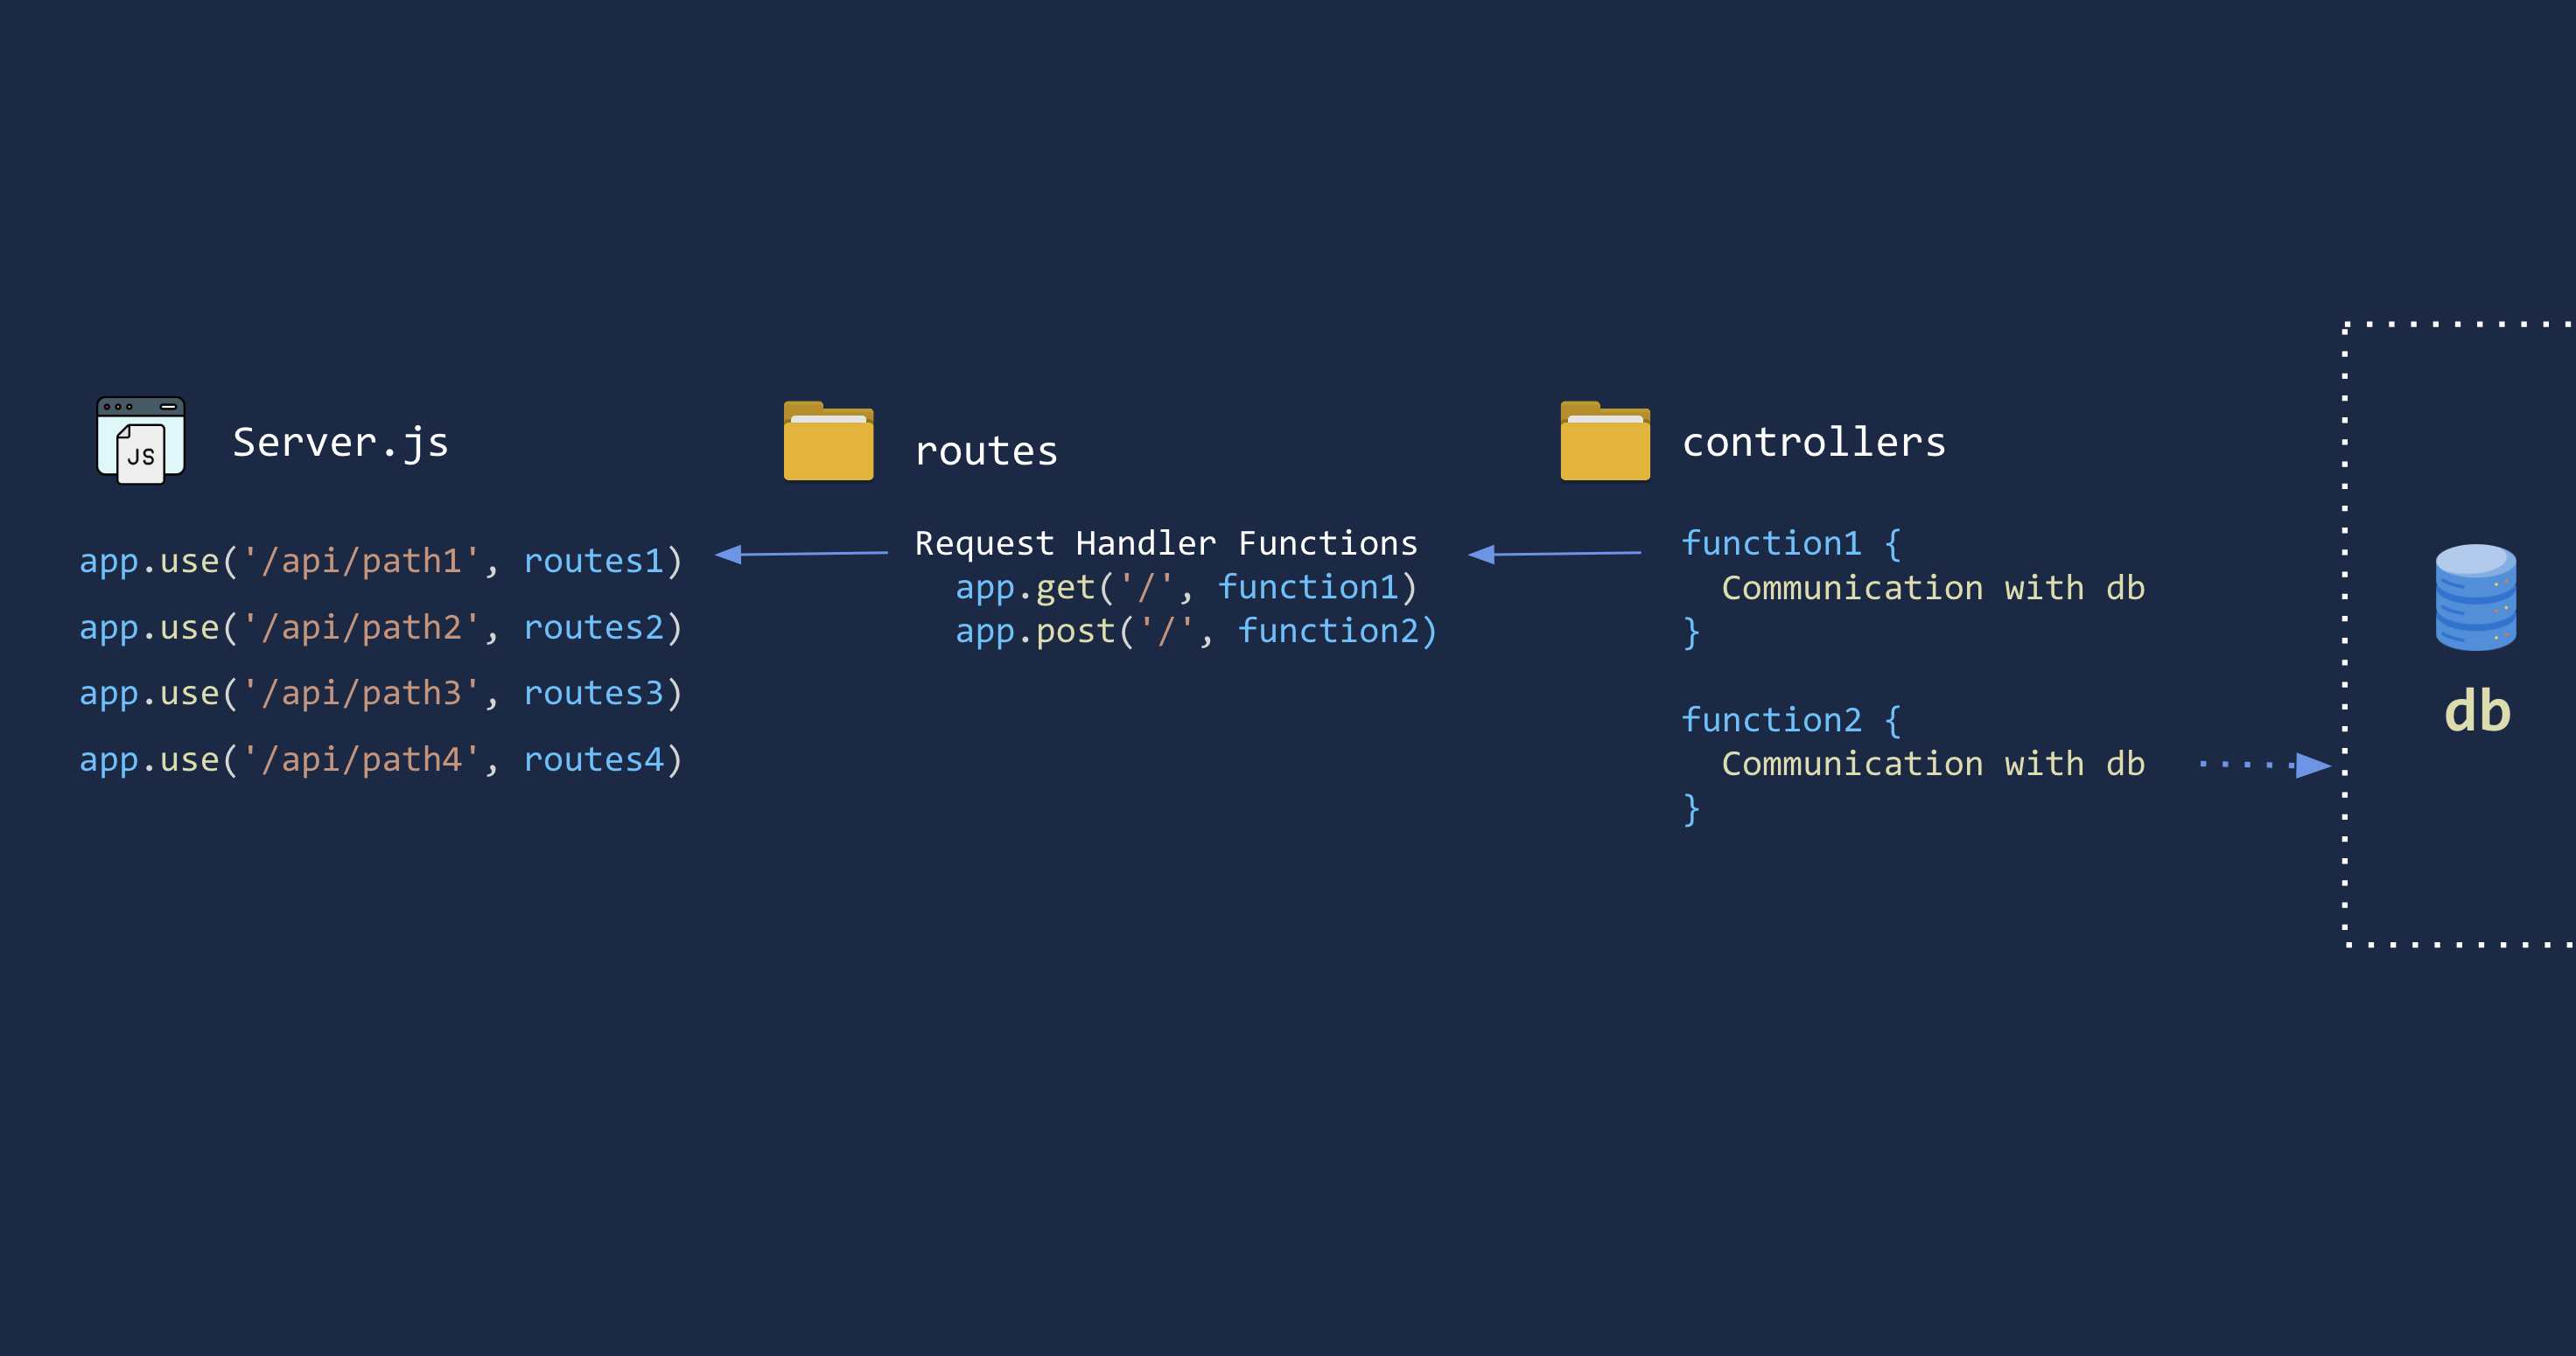 JS
Server.js
app.use('/api/path1', routes1)
app.use('/api/path2', routes2)
app.use('/api/path3', routes3)
app.use('/api/path4', routes4)
routes
Request Handler Functions
app.get('/', function1)
app.post('/', function2)
controllers
function1 {
Communication with db
}
function2 {
Communication with db
}
db